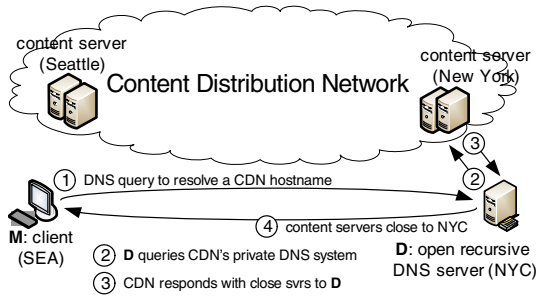 content server
(Seattle)
Content Distribution Network
content server
(New York)
3
2
1 DNS query to resolve a CDN hostname
4 content servers close to NYC
M: client
(SEA)
2 D queries CDN's private DNS system
3 CDN responds with close svrs to D
D: open recursive
DNS server (NYC)